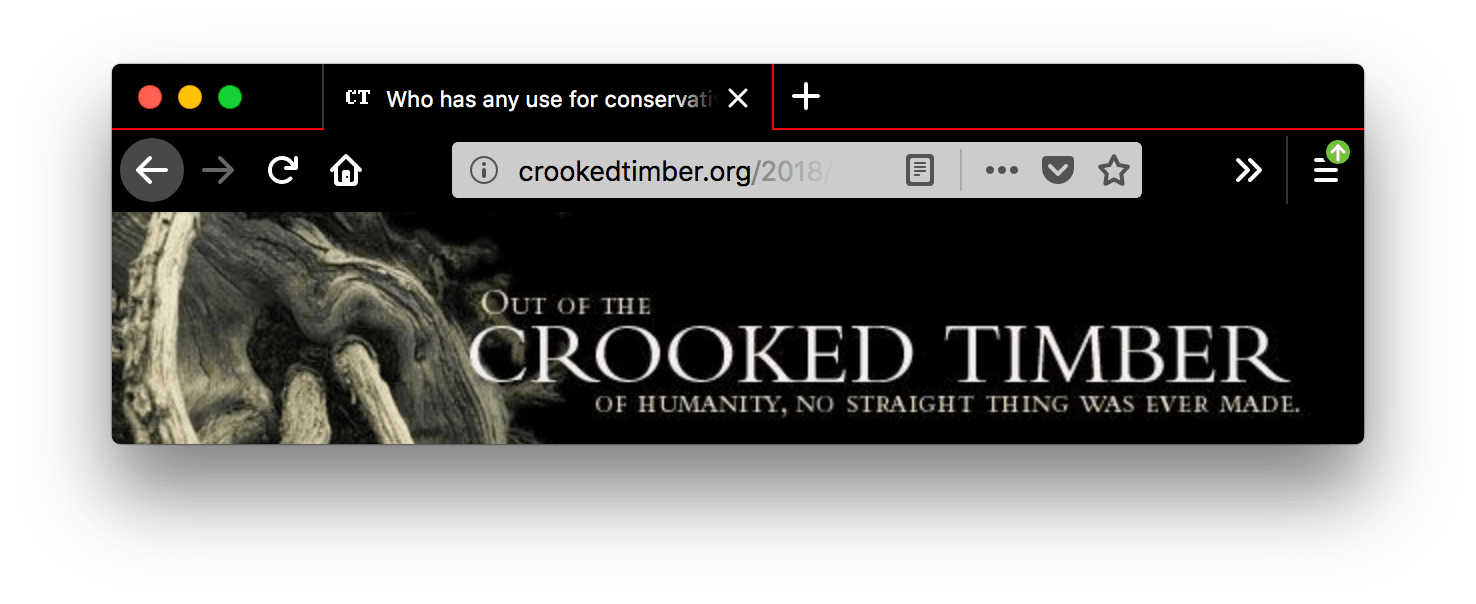 CT Who has any use for conservati
crookedtimber.org/2018/
OUT OF THE
CROOKED TIMBER
OF HUMANITY, NO STRAIGHT THING WAS EVER MADE.